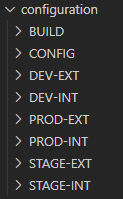 configuration
BUILD
CONFIG
DEV-EXT
DEV-INT
PROD-EXT
PROD-INT
STAGE-EXT
STAGE-INT